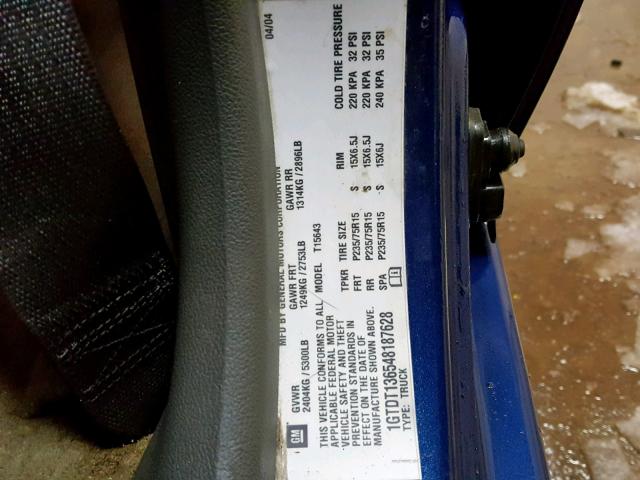 MFD BY GENERAL MOTORS CORPORATION 04/04
GVWR GAWR FRT GAWR RR
2404KG/5300LB 1249KG/2753LB 1314KG/2896LB
GM THIS VEHICLE CONFORMS TO ALL MODEL T15643
APPLICABLE FEDERAL MOTOR
VEHICLE SAFETY AND THEFT
PREVENTION STANDARDS IN
EFFECT ON THE DATE OF
MANUFACTURE SHOWN ABOVE.
TPKR TIRE SIZE RIM COLD TIRE PRESSURE
FRT P235/75R15 S 15X6.5J 220 KPA 32 PSI
RR P235/75R15 S 15X6.5J 220 KPA 32 PSI
SPA P235/75R15 S 15X6J 240 KPA 35 PSI
1GTDT136548187628
TYPE: TRUCK